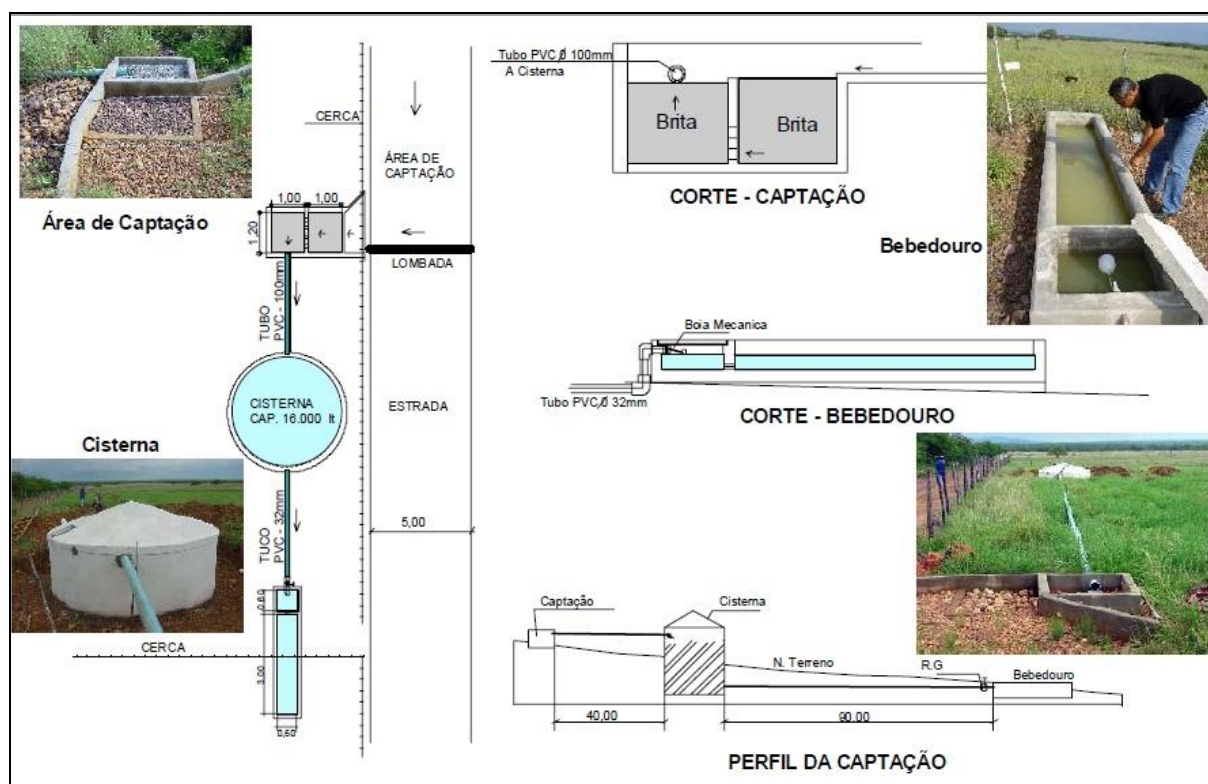 Área de Captação
CERCA
ÁREA DE
CAPTAÇÃO
1,00
1,00
1,20
LOMBADA
TUBO
PVC - 100mm
CISTERNA
CAP. 16.000 lt
ESTRADA
Cisterna
TUCO
PVC - 32mm
5,00
0,60
CERCA
3,00
0,60
Tubo PVC Ø 100mm
A Cisterna
Brita
Brita
CORTE - CAPTAÇÃO
Bebedouro
Boia Mecanica
Tubo PVC Ø 32mm
CORTE - BEBEDOURO
Captação
Cisterna
N. Terreno
R.G
Bebedouro
40,00
90,00
PERFIL DA CAPTAÇÃO